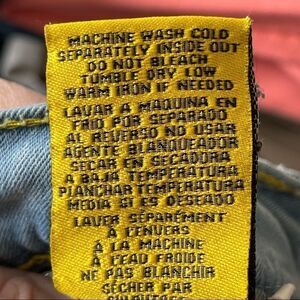 MACHINE WASH COLD
SEPARATELY INSIDE OUT
DO NOT BLEACH
TUMBLE DRY LOW
WARM IRON IF NEEDED
LAVAR A MAQUINA EN
FRIO POR SEPARADO
AL REVERSO NO USAR
AGENTE BLANQUEADOR
SECAR EN SECADORA
A BAJA TEMPERATURA
PLANCHAR TEMPERATURA
MEDIA SI ES DESEADO
LAVER SÉPARÉMENT
À L'ENVERS
À LA MACHINE
À L'EAU FROIDE
NE PAS BLANCHIR
SÉCHER PAR